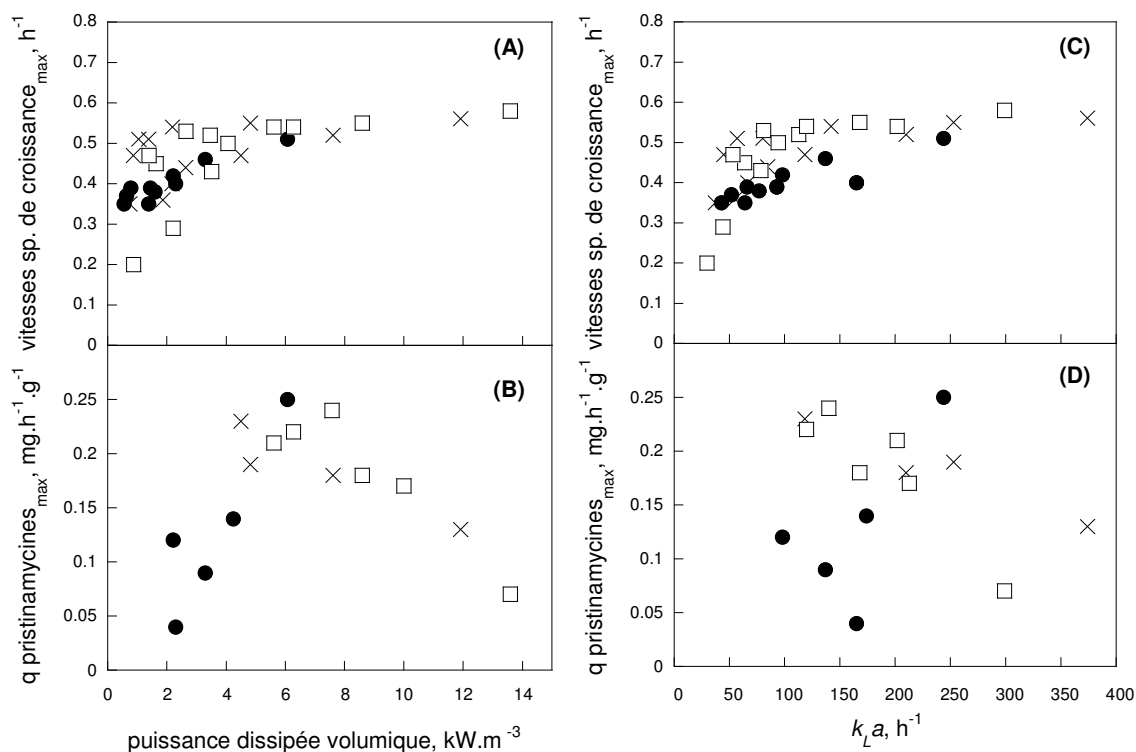 vitesses sp. de croissance max, h-1
0.8
0.7
0.6
0.5
0.4
0.3
0.2
0.1
0
(A)
q pristinamycines max, mg.h-1.g-1
0.25
0.2
0.15
0.1
0.05
0
(B)
0 2 4 6 8 10 12 14
puissance dissipée volumique, kW.m-3
vitesses sp. de croissance max, h-1
0.8
0.7
0.6
0.5
0.4
0.3
0.2
0.1
0
(C)
q pristinamycines max, mg.h-1.g-1
0.25
0.2
0.15
0.1
0.05
0
(D)
0 50 100 150 200 250 300 350 400
kLa, h-1